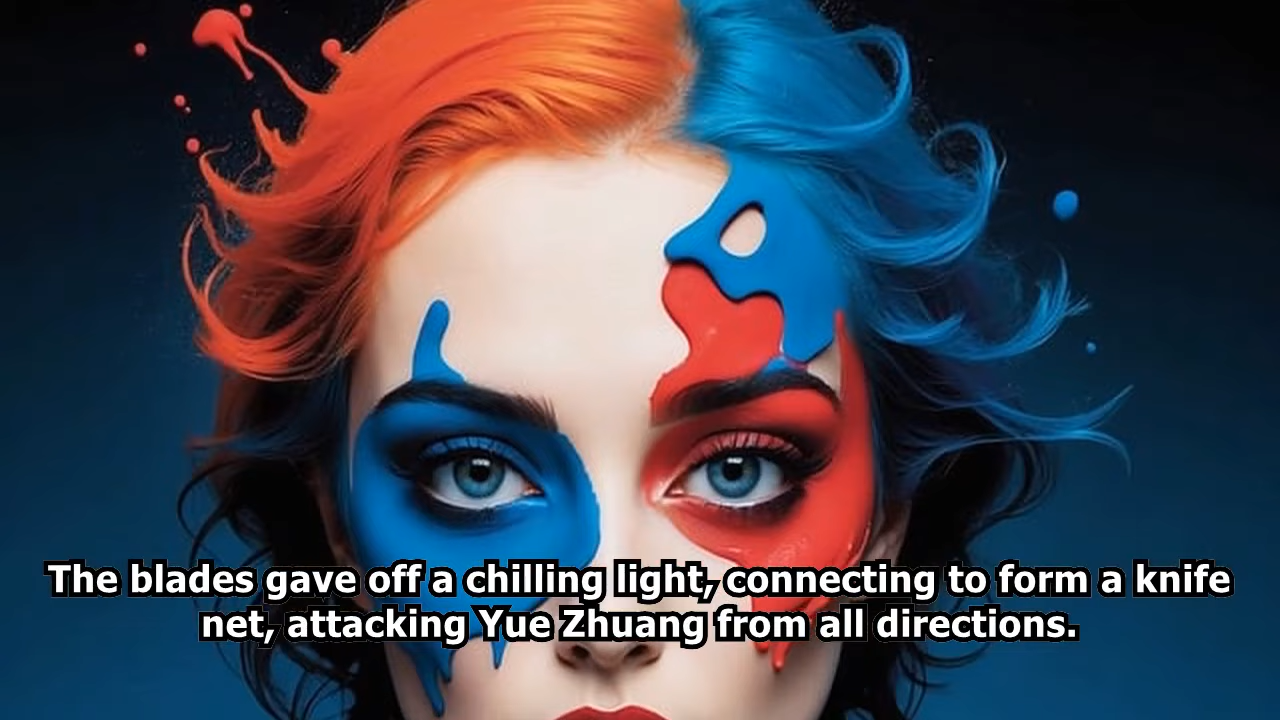 The blades gave off a chilling light, connecting to form a knife
net, attacking Yue Zhuang from all directions.